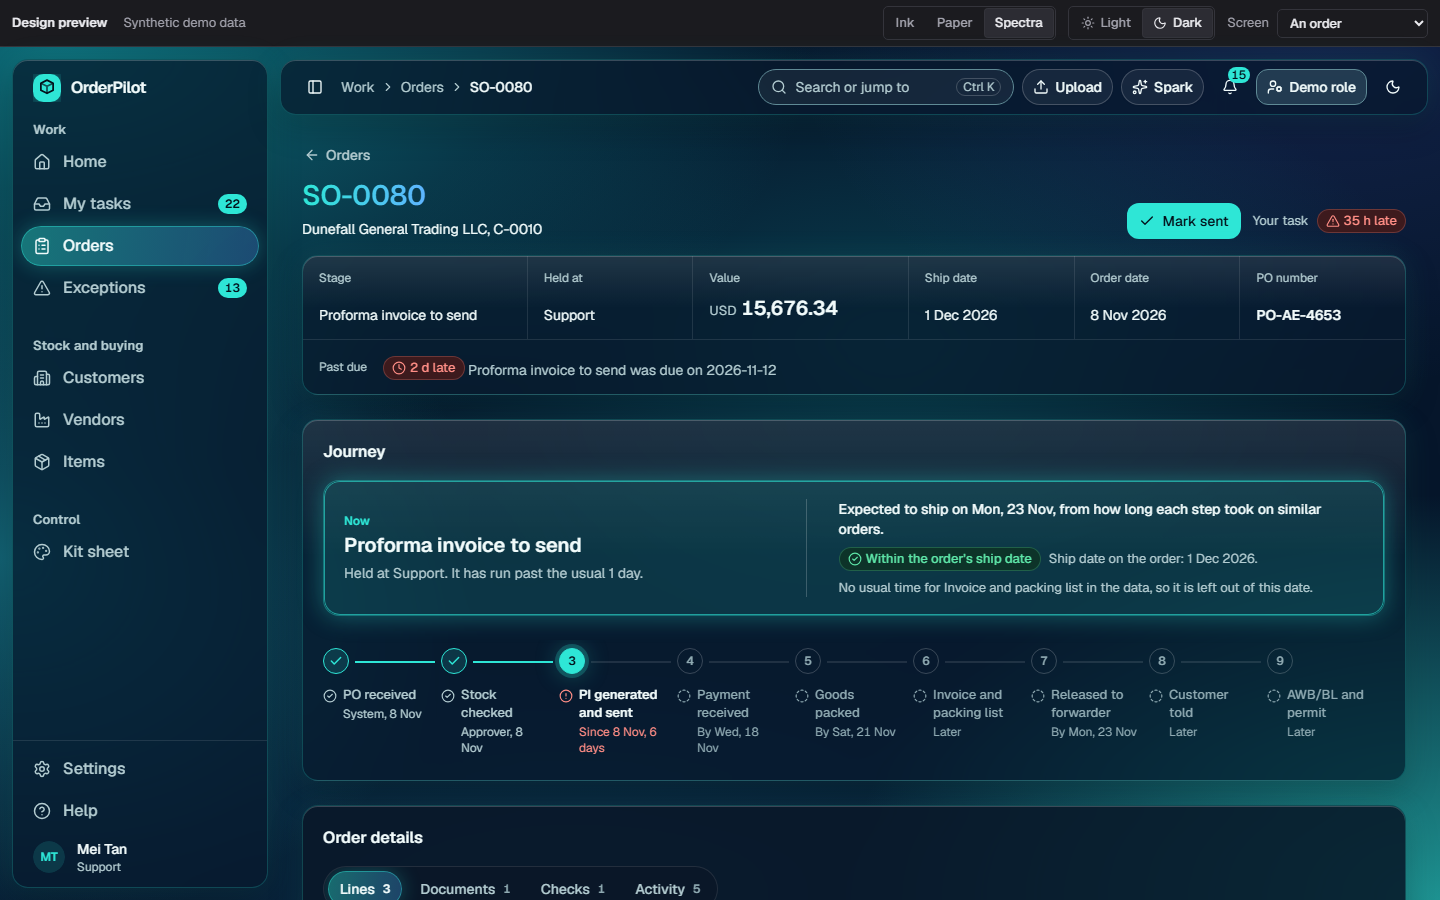 Design preview Synthetic demo data Ink Paper Spectra Light Dark Screen An order
OrderPilot
Work
Home
My tasks 22
Orders
Exceptions 13
Stock and buying
Customers
Vendors
Items
Control
Kit sheet
Settings
Help
MT Mei Tan
Support
Work > Orders > SO-0080 Search or jump to Ctrl K Upload Spark 15 Demo role
Orders
SO-0080
Dunefall General Trading LLC, C-0010
Mark sent Your task 35 h late
Stage Held at Value Ship date Order date PO number
Proforma invoice to send Support USD 15,676.34 1 Dec 2026 8 Nov 2026 PO-AE-4653
Past due 2 d late Proforma invoice to send was due on 2026-11-12
Journey
Now
Proforma invoice to send
Held at Support. It has run past the usual 1 day.
Expected to ship on Mon, 23 Nov, from how long each step took on similar
orders.
Within the order's ship date Ship date on the order: 1 Dec 2026.
No usual time for Invoice and packing list in the data, so it is left out of this date.
3 4 5 6 7 8 9
PO received
System, 8 Nov
Stock
checked
Approver, 8
Nov
PI generated
and sent
Since 8 Nov, 6
days
Payment
received
By Wed, 18
Nov
Goods
packed
By Sat, 21 Nov
Invoice and
packing list
Later
Released to
forwarder
By Mon, 23 Nov
Customer
told
Later
AWB/BL and
permit
Later
Order details
Lines 3 Documents 1 Checks 1 Activity 5